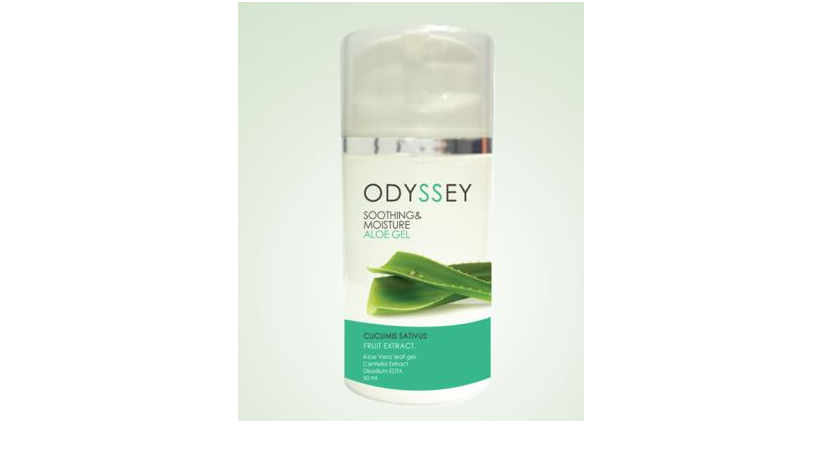 ODYSSEY
SOOTHING&
MOISTURE
ALOE GEL
CUCUMIS SATIVUS
FRUIT EXTRACT.
Aloe Vera leaf gel
Centella Extract
Disodium EDTA
50 ml